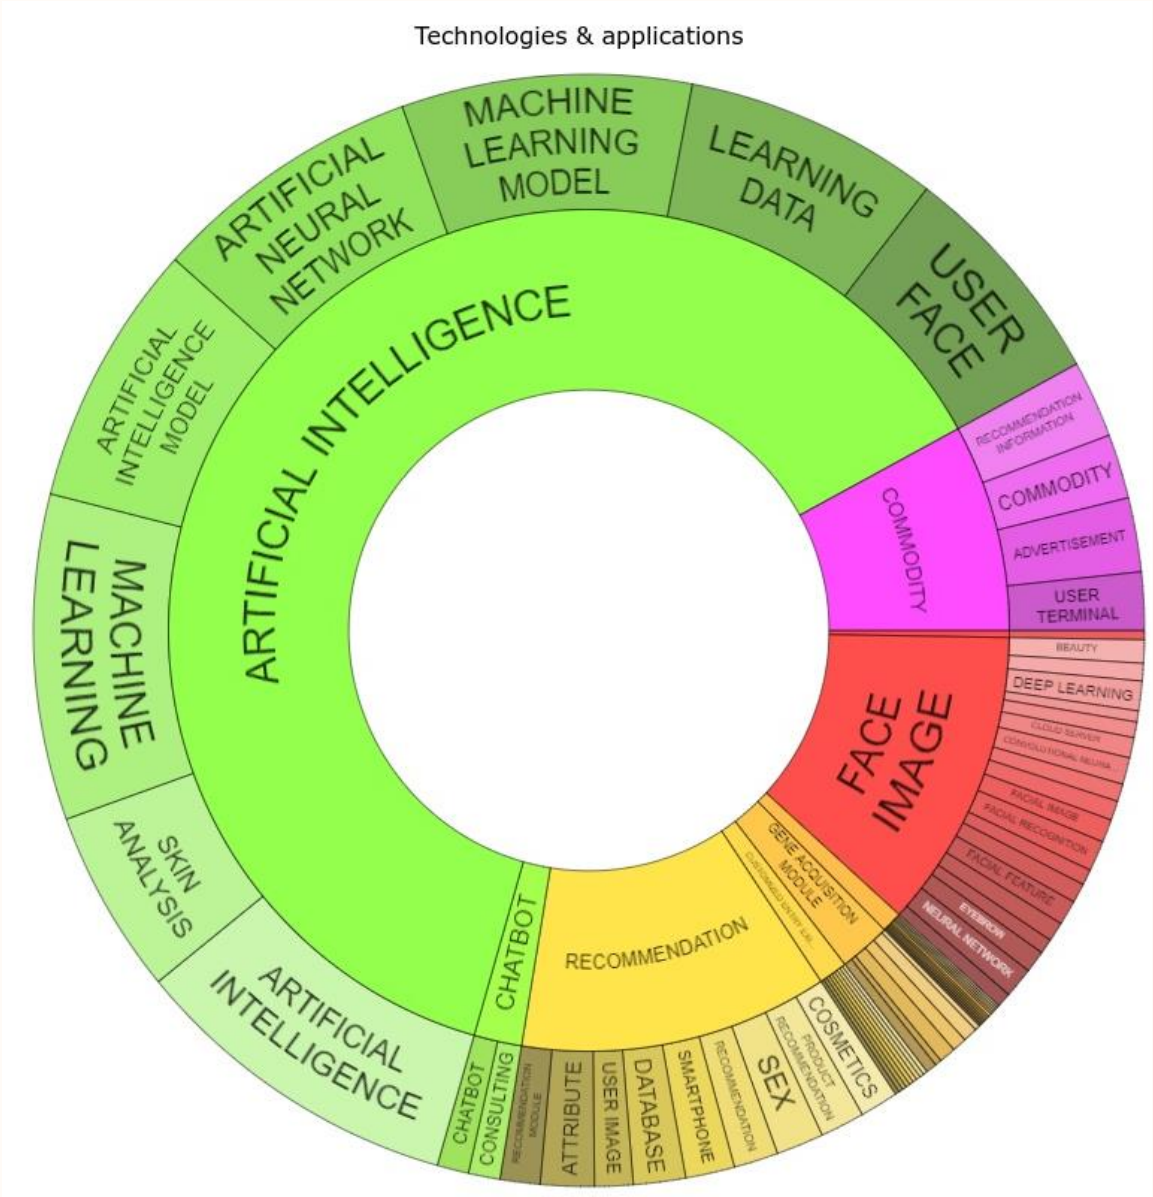 Technologies & applications
MACHINE
LEARNING
MODEL
LEARNING
DATA
USER
FACE
ARTIFICIAL
NEURAL
NETWORK
ARTIFICIAL
INTELLIGENCE
MODEL
MACHINE
LEARNING
SKIN
ANALYSIS
ARTIFICIAL
INTELLIGENCE
ARTIFICIAL INTELLIGENCE
RECOMMENDATION
INFORMATION
COMMODITY
ADVERTISEMENT
USER
TERMINAL
COMMODITY
BEAUTY
DEEP LEARNING
CLOUD SERVER
CONVOLUTIONAL NEURA...
FACIAL IMAGE
FACIAL RECOGNITION
FACIAL FEATURE
EYEBROW
NEURAL NETWORK
FACE
IMAGE
GENE ACQUISITION
MODULE
RECOMMENDATION
CHATBOT
COSMETICS
PRODUCT
RECOMMENDATION
SEX
RECOMMENDATION
SMARTPHONE
DATABASE
USER IMAGE
ATTRIBUTE
RECOMMENDATION
MODULE
CONSULTING
CHATBOT